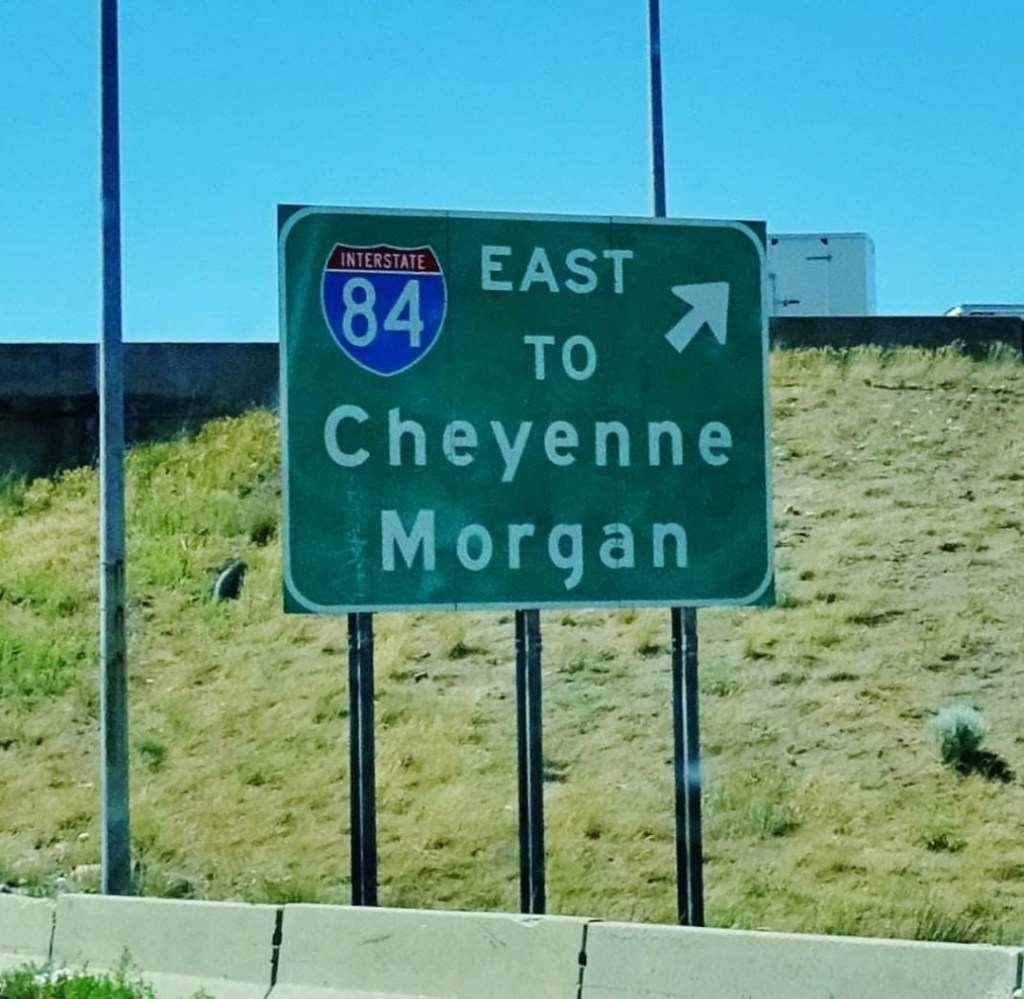 INTERSTATE
84
EAST
TO
Cheyenne
Morgan